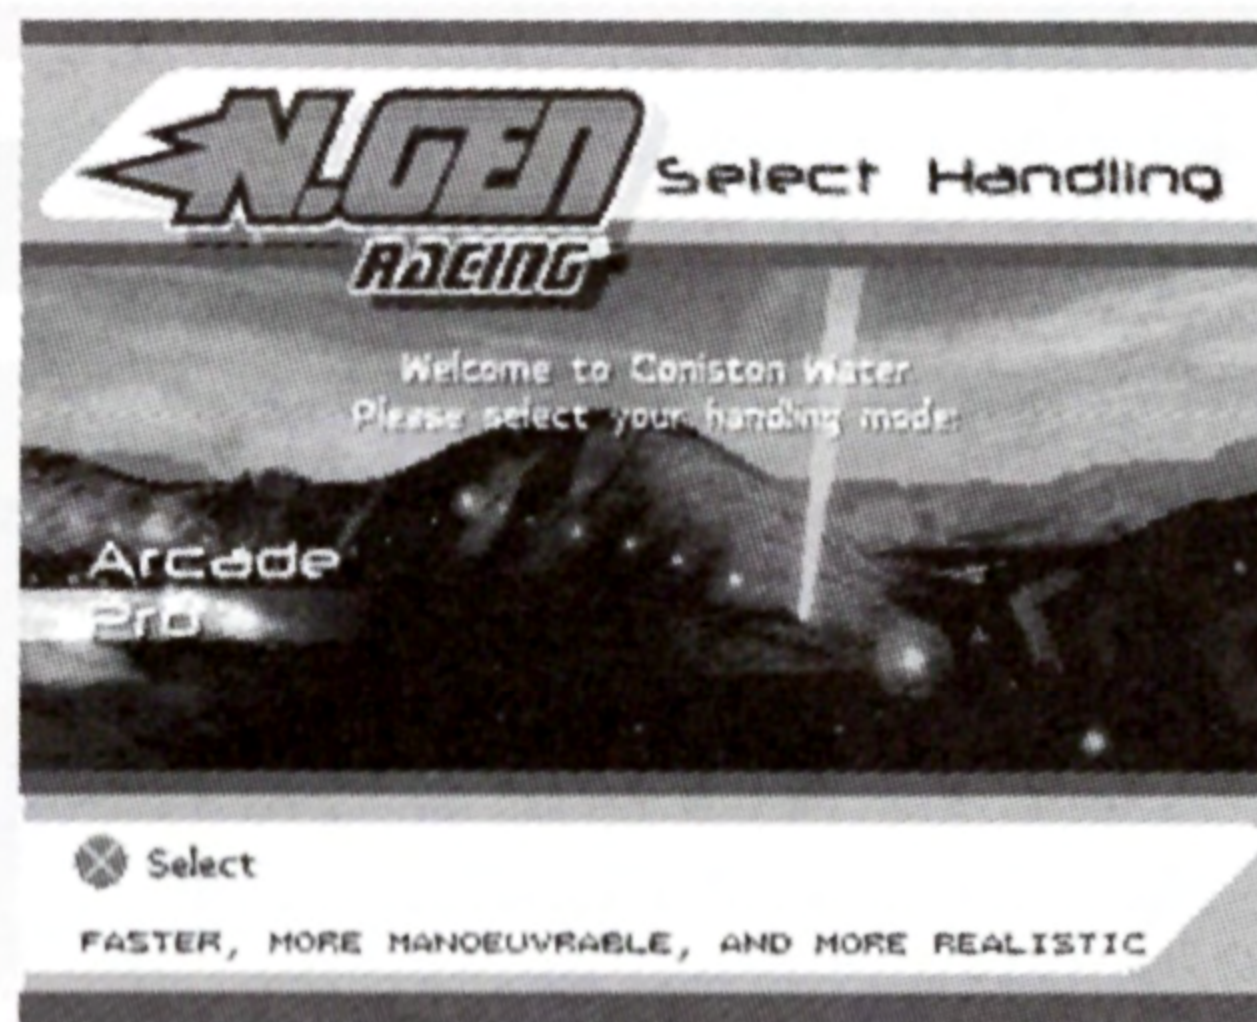 N.GEN
RACING
Select Handling
Welcome to Coniston Water
Please select your handling mode:
Arcade
Pro
Select
FASTER, MORE MANOEUVRABLE, AND MORE REALISTIC